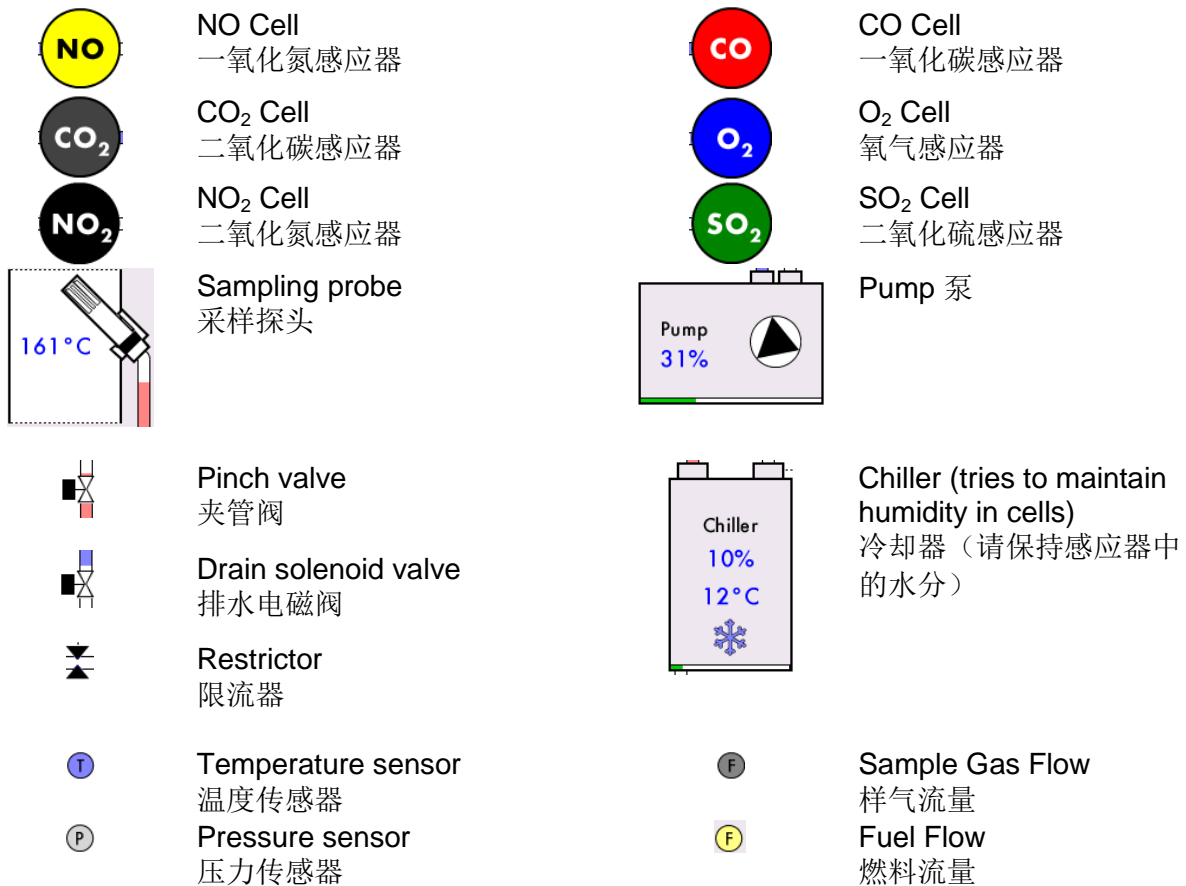 NO
NO Cell
一氧化氮感应器
CO
CO Cell
一氧化碳感应器
CO₂
CO₂ Cell
二氧化碳感应器
O₂
O₂ Cell
氧气感应器
NO₂
NO₂ Cell
二氧化氮感应器
SO₂
SO₂ Cell
二氧化硫感应器
161°C
Sampling probe
采样探头
Pump
31%
Pump 泵
Pinch valve
夹管阀
Drain solenoid valve
排水电磁阀
Restrictor
限流器
Chiller
10%
12°C
Chiller (tries to maintain
humidity in cells)
冷却器（请保持感应器中
的水分）
T
Temperature sensor
温度传感器
F
Sample Gas Flow
样气流量
P
Pressure sensor
压力传感器
F
Fuel Flow
燃料流量